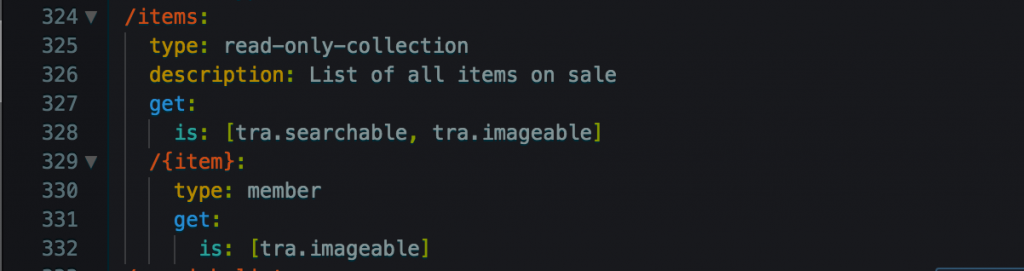 324 /items:
325 type: read-only-collection
326 description: List of all items on sale
327 get:
328 is: [tra.searchable, tra.imageable]
329 /{item}:
330 type: member
331 get:
332 is: [tra.imageable]